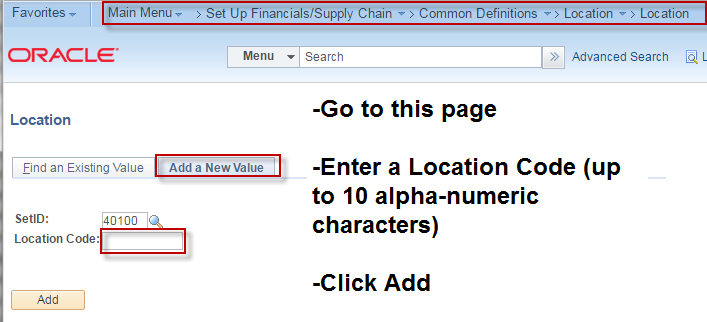 Favorites Main Menu > Set Up Financials/Supply Chain > Common Definitions > Location > Location
ORACLE
Menu Search » Advanced Search L
Location
Find an Existing Value Add a New Value
SetID: 40100
Location Code:
Add
-Go to this page
-Enter a Location Code (up
to 10 alpha-numeric
characters)
-Click Add